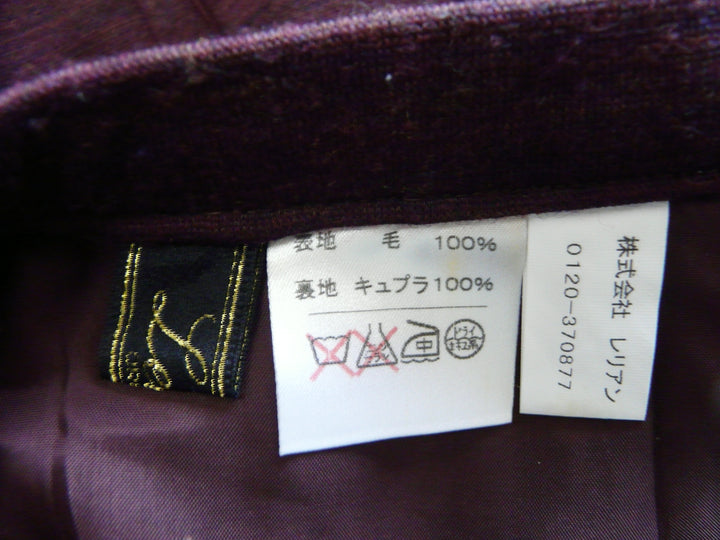 表地 毛 100%
裏地 キュプラ100%
中
ドライ
株式会社 レリアン
0120-370877